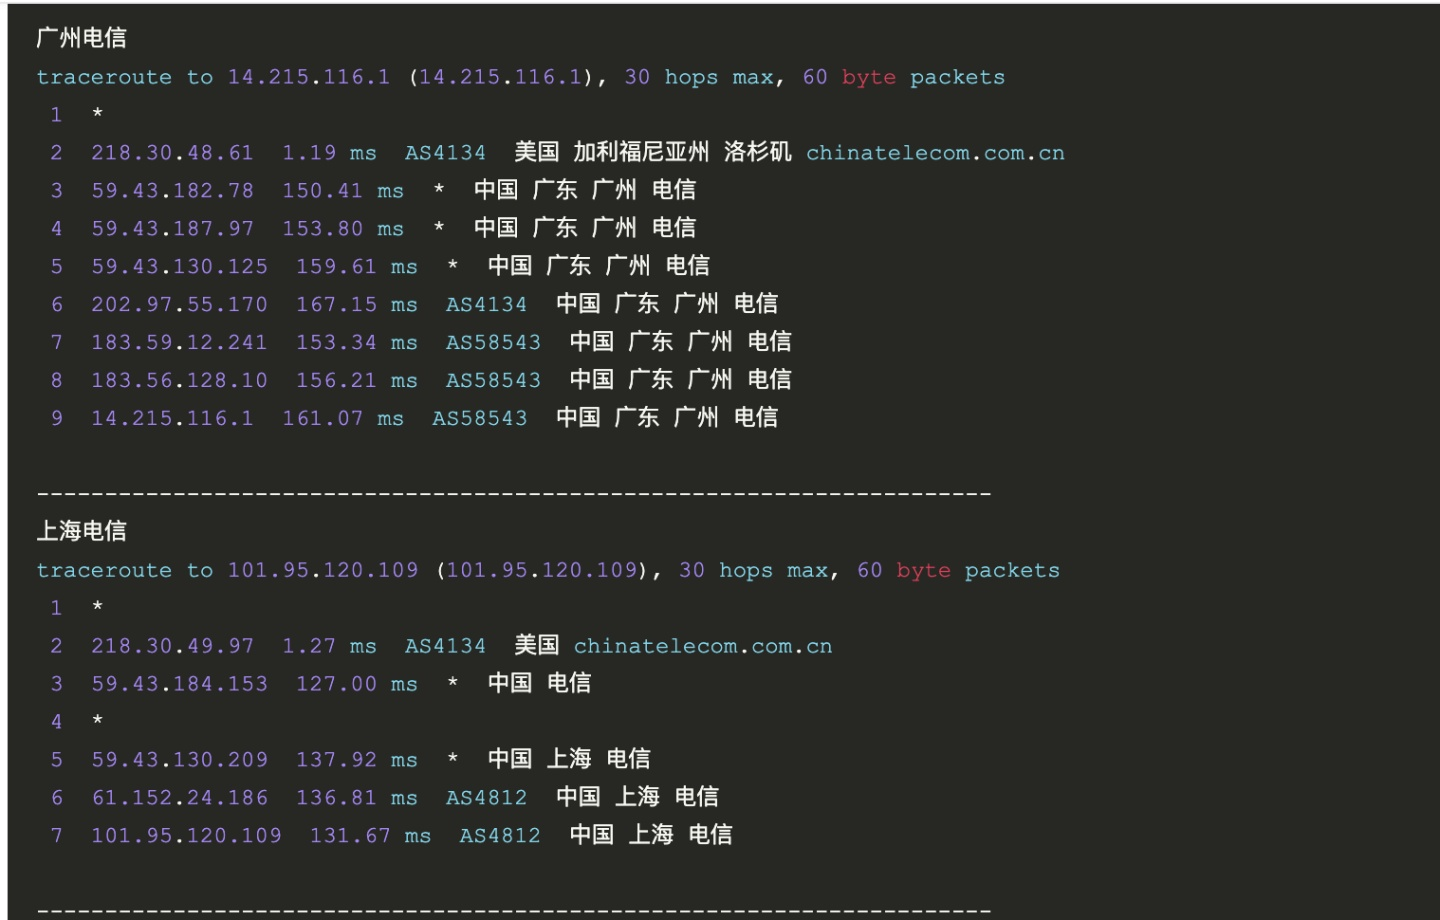 广州电信
traceroute to 14.215.116.1 (14.215.116.1), 30 hops max, 60 byte packets
1 *
2 218.30.48.61 1.19 ms AS4134 美国 加利福尼亚州 洛杉矶 chinatelecom.com.cn
3 59.43.182.78 150.41 ms * 中国 广东 广州 电信
4 59.43.187.97 153.80 ms * 中国 广东 广州 电信
5 59.43.130.125 159.61 ms * 中国 广东 广州 电信
6 202.97.55.170 167.15 ms AS4134 中国 广东 广州 电信
7 183.59.12.241 153.34 ms AS58543 中国 广东 广州 电信
8 183.56.128.10 156.21 ms AS58543 中国 广东 广州 电信
9 14.215.116.1 161.07 ms AS58543 中国 广东 广州 电信
----------------------------------------------------------------------
上海电信
traceroute to 101.95.120.109 (101.95.120.109), 30 hops max, 60 byte packets
1 *
2 218.30.49.97 1.27 ms AS4134 美国 chinatelecom.com.cn
3 59.43.184.153 127.00 ms * 中国 电信
4 *
5 59.43.130.209 137.92 ms * 中国 上海 电信
6 61.152.24.186 136.81 ms AS4812 中国 上海 电信
7 101.95.120.109 131.67 ms AS4812 中国 上海 电信
----------------------------------------------------------------------